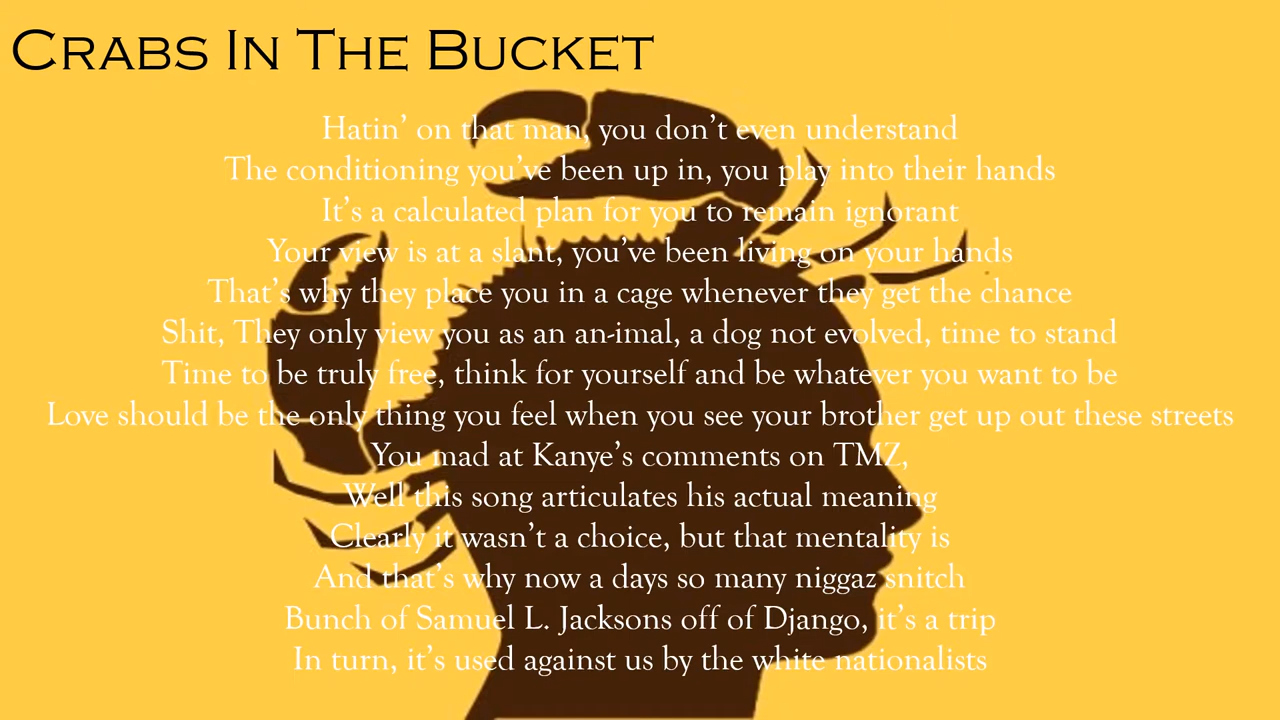 Crabs In The Bucket
Hatin' on that man, you don't even understand
The conditioning you've been up in, you play into their hands
It's a calculated plan for you to remain ignorant
Your view is at a slant, you've been living on your hands
That's why they place you in a cage whenever they get the chance
Shit, They only view you as an an-imal, a dog not evolved, time to stand
Time to be truly free, think for yourself and be whatever you want to be
Love should be the only thing you feel when you see your brother get up out these streets
You mad at Kanye's comments on TMZ,
Well this song articulates his actual meaning
Clearly it wasn't a choice, but that mentality is
And that's why now a days so many niggaz snitch
Bunch of Samuel L. Jacksons off of Django, it's a trip
In turn, it's used against us by the white nationalists